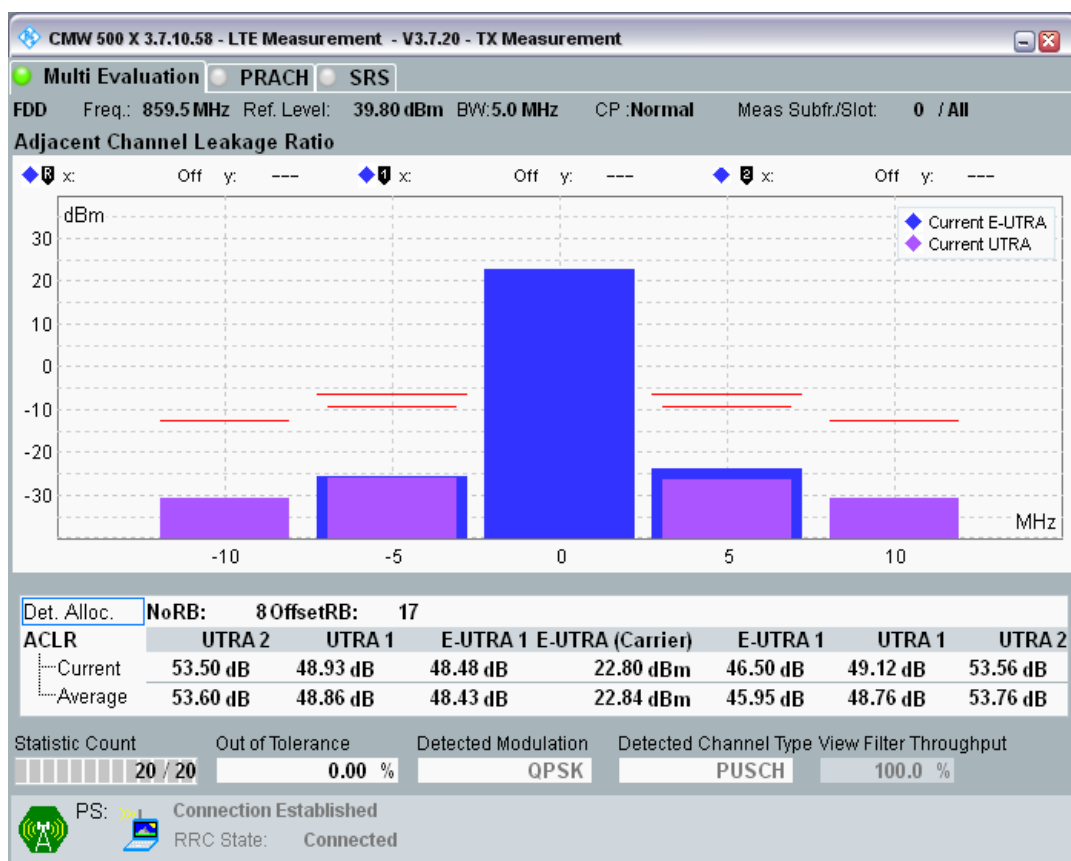 CMW 500 X 3.7.10.58 - LTE Measurement - V3.7.20 - TX Measurement
Multi Evaluation PRACH SRS
FDD Freq.: 859.5 MHz Ref. Level: 39.80 dBm BW:5.0 MHz CP :Normal Meas Subfr./Slot: 0 / All
Adjacent Channel Leakage Ratio
R x: Off y: --- 1 x: Off y: --- 2 x: Off y: ---
dBm
Current E-UTRA
Current UTRA
30
20
10
0
-10
-20
-30
MHz
-10 -5 0 5 10
Det. Alloc. NoRB: 8 OffsetRB: 17
ACLR UTRA 2 UTRA 1 E-UTRA 1 E-UTRA (Carrier) E-UTRA 1 UTRA 1 UTRA 2
Current 53.50 dB 48.93 dB 48.48 dB 22.80 dBm 46.50 dB 49.12 dB 53.56 dB
Average 53.60 dB 48.86 dB 48.43 dB 22.84 dBm 45.95 dB 48.76 dB 53.76 dB
Statistic Count Out of Tolerance Detected Modulation Detected Channel Type View Filter Throughput
20 / 20 0.00 % QPSK PUSCH 100.0 %
PS: Connection Established
RRC State: Connected